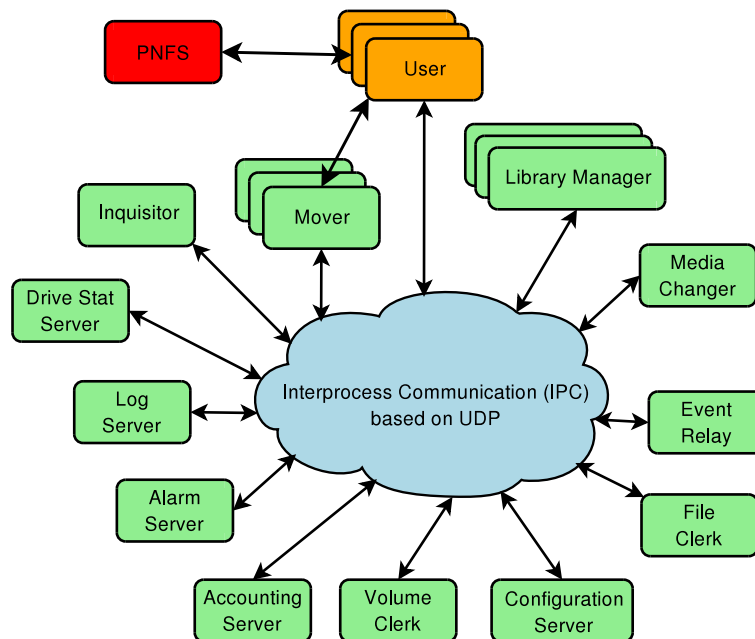 PNFS
User
Library Manager
Mover
Inquisitor
Media
Changer
Drive Stat
Server
Interprocess Communication (IPC)
based on UDP
Log
Server
Event
Relay
Alarm
Server
File
Clerk
Accounting
Server
Volume
Clerk
Configuration
Server